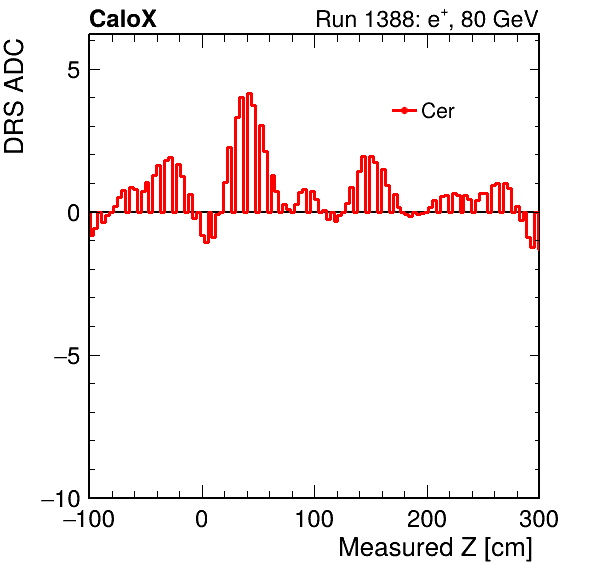 CaloX
Run 1388: e+, 80 GeV
DRS ADC
Cer
5
0
−5
−10
−100 0 100 200 300
Measured Z [cm]